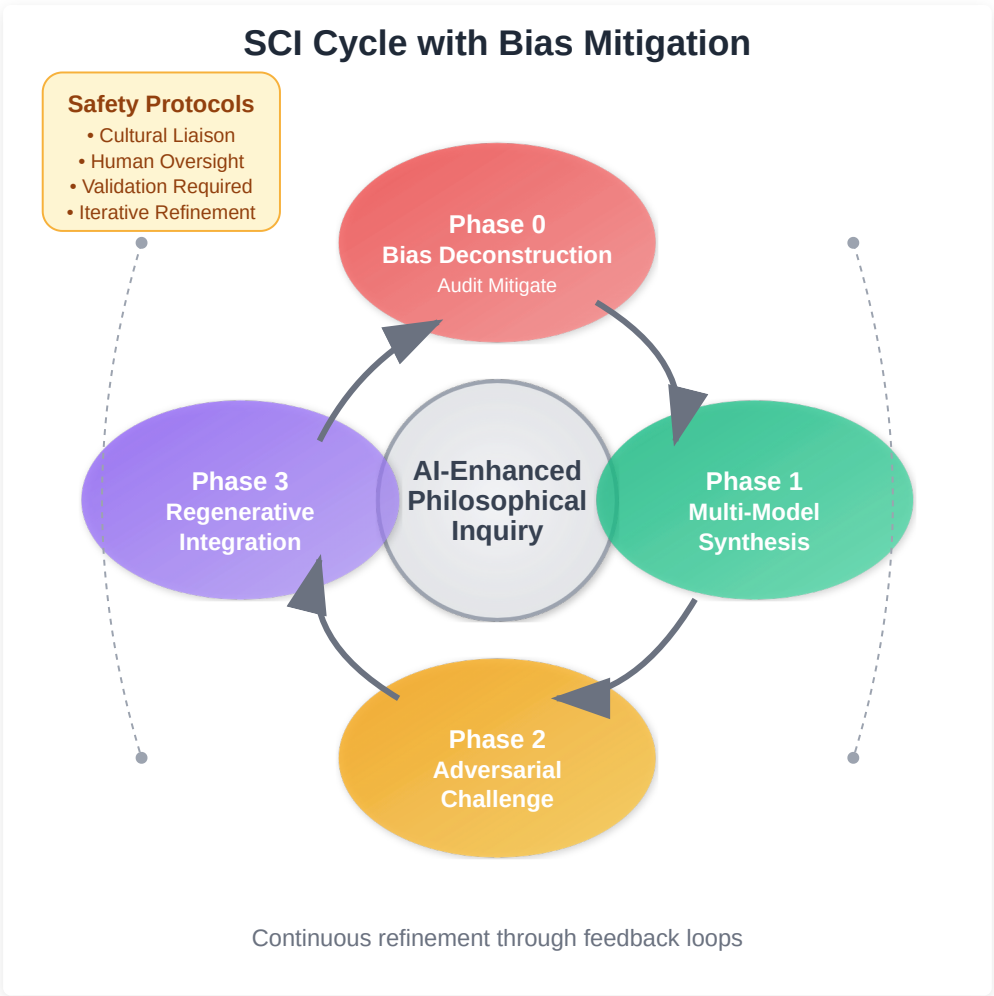 SCI Cycle with Bias Mitigation
Safety Protocols
• Cultural Liaison
• Human Oversight
• Validation Required
• Iterative Refinement
Phase 0
Bias Deconstruction
Audit Mitigate
AI-Enhanced
Philosophical
Inquiry
Phase 3
Regenerative
Integration
Phase 1
Multi-Model
Synthesis
Phase 2
Adversarial
Challenge
Continuous refinement through feedback loops